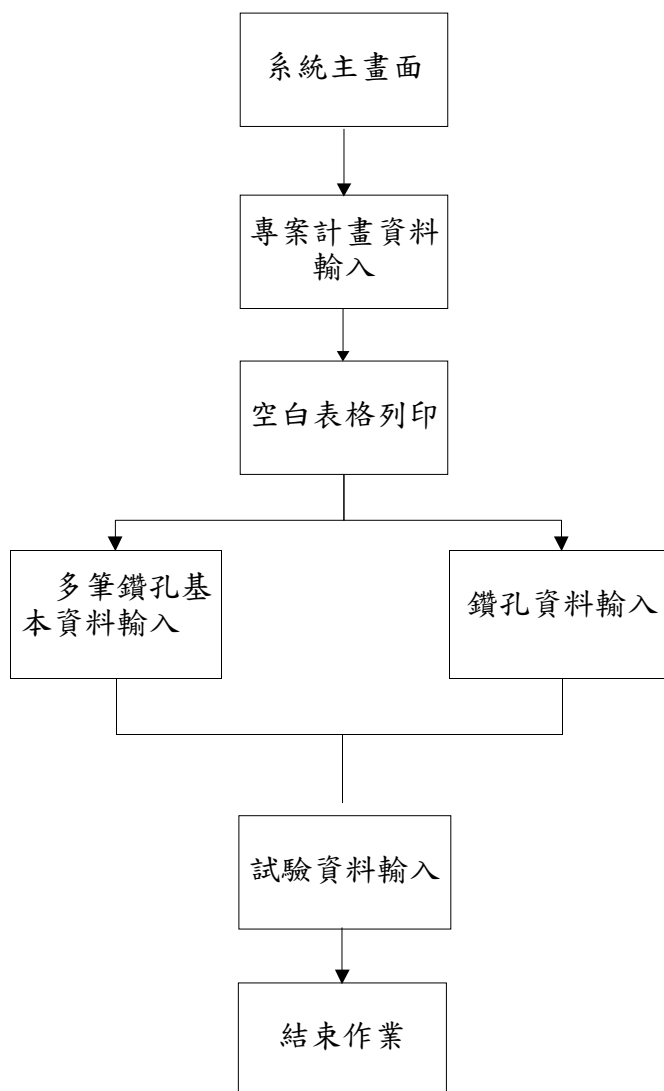 系統主畫面
專案計畫資料
輸入
空白表格列印
多筆鑽孔基
本資料輸入
鑽孔資料輸入
試驗資料輸入
結束作業